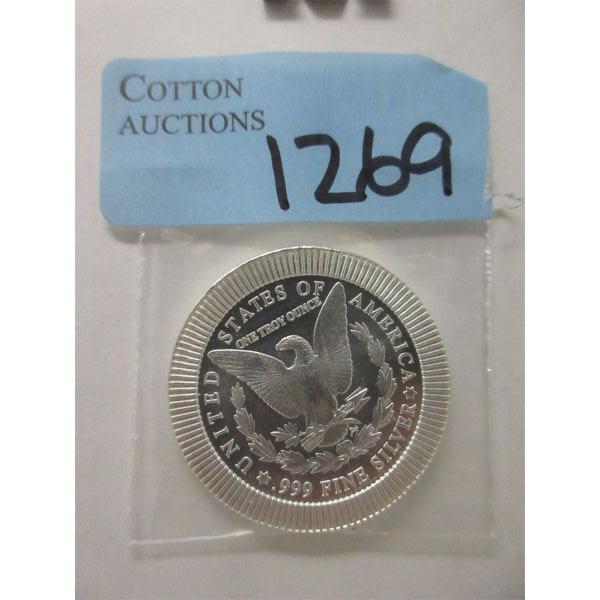 COTTON
AUCTIONS
1269
UNITED STATES OF AMERICA
ONE TROY OUNCE
.999 FINE SILVER